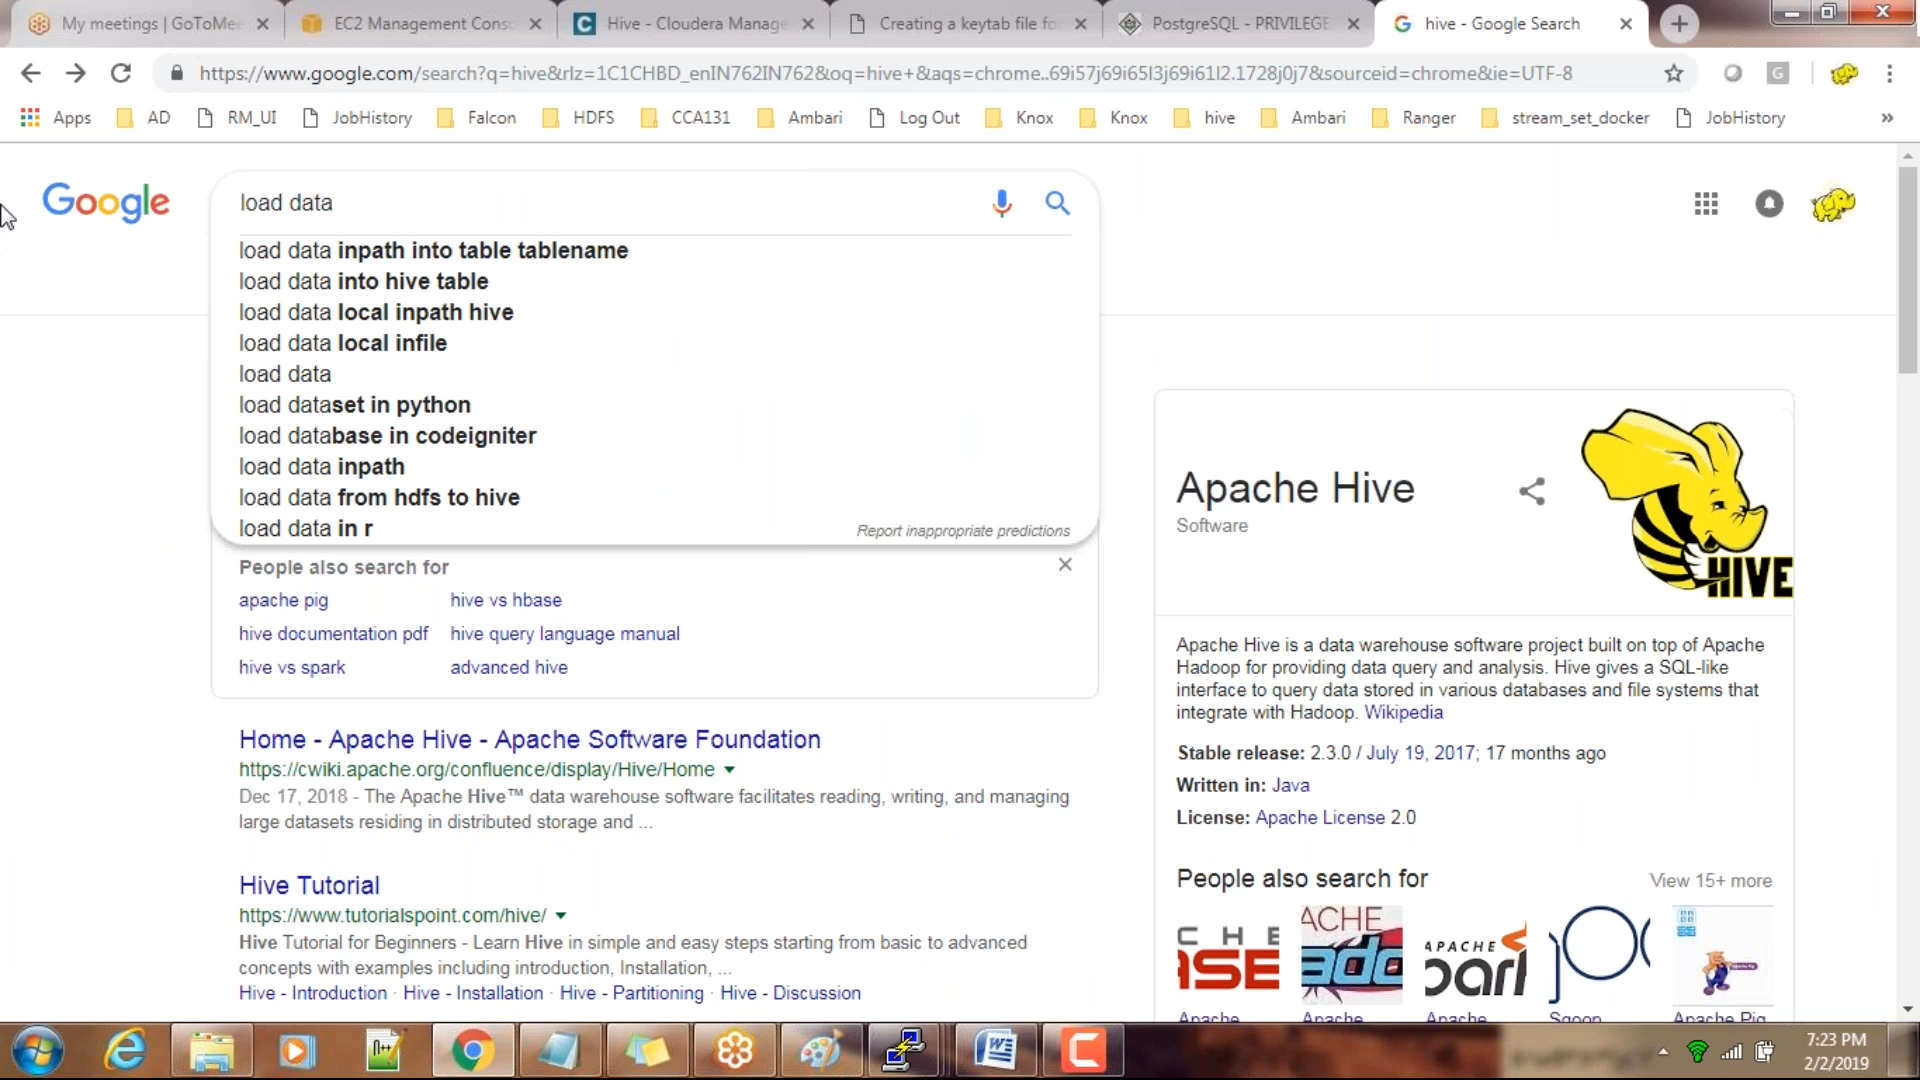 My meetings | GoToMee
EC2 Management Consc
Hive - Cloudera Manage
Creating a keytab file fo
PostgreSQL - PRIVILEGE
hive - Google Search
https://www.google.com/search?q=hive&rlz=1C1CHBD_enIN762IN762&oq=hive+&aqs=chrome..69i57j69i65l3j69i61l2.1728j0j7&sourceid=chrome&ie=UTF-8
G
Apps
AD
RM_UI
JobHistory
Falcon
HDFS
CCA131
Ambari
Log Out
Knox
Knox
hive
Ambari
Ranger
stream_set_docker
JobHistory
»
Google
load data
load data inpath into table tablename
load data into hive table
load data local inpath hive
load data local infile
load data
load dataset in python
load database in codeigniter
load data inpath
load data from hdfs to hive
load data in r
Report inappropriate predictions
People also search for
apache pig
hive vs hbase
hive documentation pdf
hive query language manual
hive vs spark
advanced hive
Home - Apache Hive - Apache Software Foundation
https://cwiki.apache.org/confluence/display/Hive/Home
Dec 17, 2018 - The Apache Hive™ data warehouse software facilitates reading, writing, and managing
large datasets residing in distributed storage and ...
Hive Tutorial
https://www.tutorialspoint.com/hive/
Hive Tutorial for Beginners - Learn Hive in simple and easy steps starting from basic to advanced
concepts with examples including introduction, Installation, ...
Hive - Introduction · Hive - Installation · Hive - Partitioning · Hive - Discussion
Apache Hive
Software
HIVE
Apache Hive is a data warehouse software project built on top of Apache
Hadoop for providing data query and analysis. Hive gives a SQL-like
interface to query data stored in various databases and file systems that
integrate with Hadoop. Wikipedia
Stable release: 2.3.0 / July 19, 2017; 17 months ago
Written in: Java
License: Apache License 2.0
People also search for
View 15+ more
C H E
ASE
ACHE
ado
APACHE
park
Apache
Apache
Apache
Sqoop
Apache Pig
7:23 PM
2/2/2019